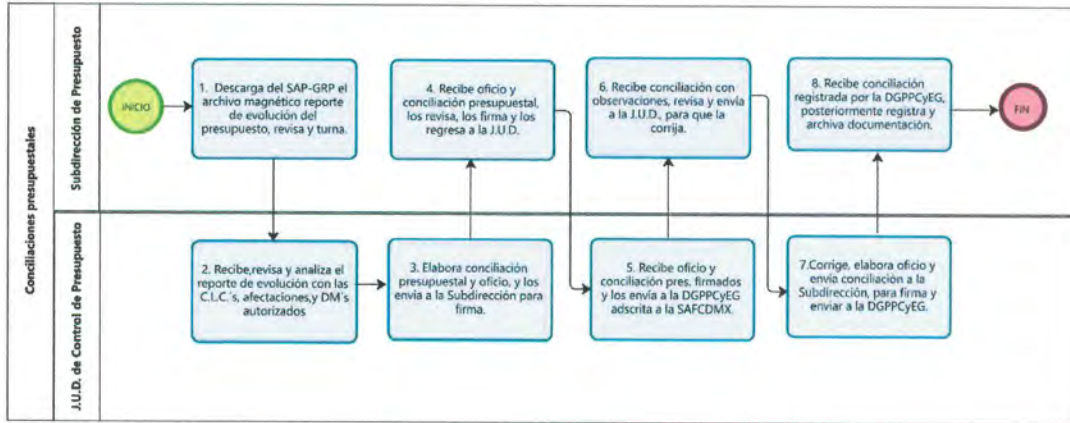 Conciliaciones presupuestales
Subdirección de Presupuesto
INICIO
1. Descarga del SAP-GRP el
archivo magnético reporte
de evolución del
presupuesto, revisa y turna.
4. Recibe oficio y
conciliación presupuestal,
los revisa, los firma y los
regresa a la J.U.D.
6. Recibe conciliación con
observaciones, revisa y envía
a la J.U.D., para que la
corrija.
8. Recibe conciliación
registrada por la DGPPCyEG,
posteriormente registra y
archiva documentación.
FIN
J.U.D. de Control de Presupuesto
2. Recibe,revisa y analiza el
reporte de evolución con las
C.L.C.´s, afectaciones,y DM´s
autorizados
3. Elabora conciliación
presupuestal y oficio, y los
envía a la Subdirección para
firma.
5. Recibe oficio y
conciliación pres. firmados
y los envía a la DGPPCyEG
adscrita a la SAFCDMX.
7.Corrige, elabora oficio y
envía conciliación a la
Subdirección, para firma y
enviar a la DGPPCyEG.